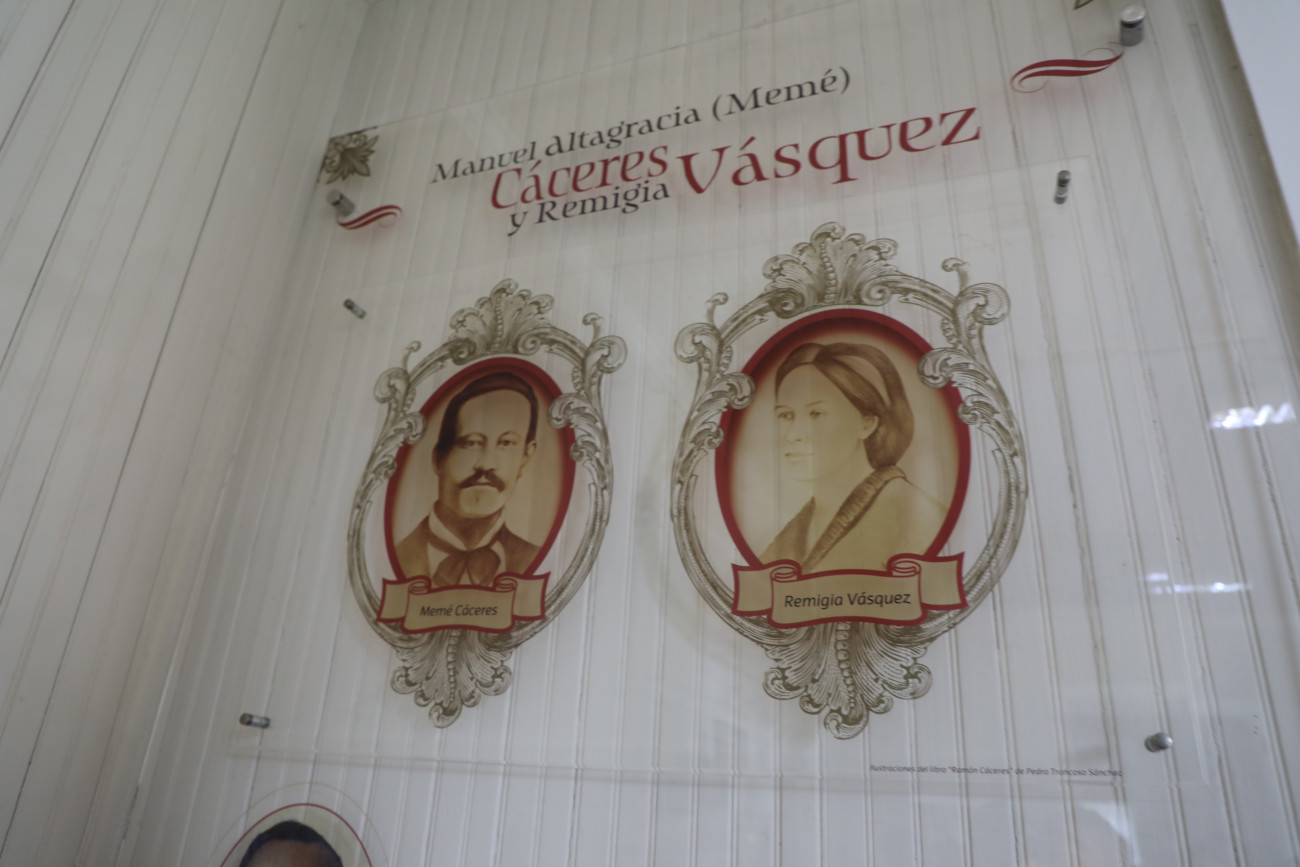 Manuel Altagracia (Memé)
Cáceres
y Remigia Vásquez
Memé Cáceres
Remigia Vásquez
Ilustraciones del libro "Ramón Cáceres" de Pedro Troncoso Sánchez